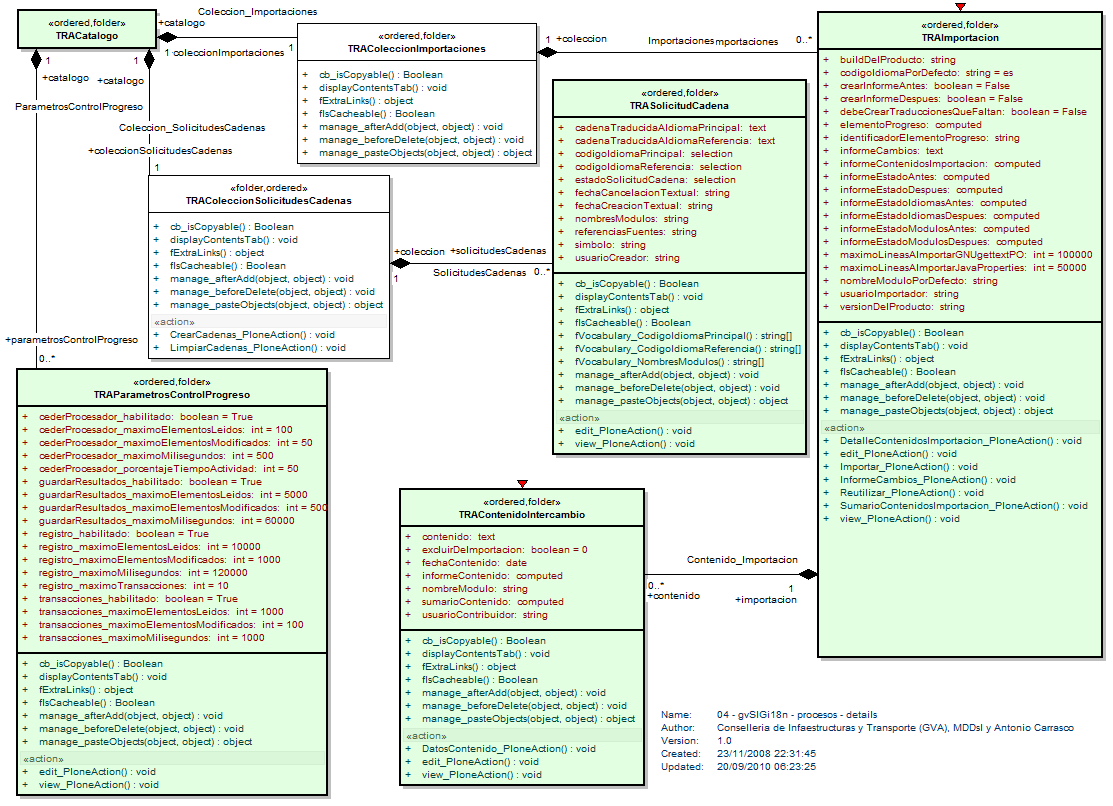 «ordered,folder»
TRACatalogo
Coleccion_Importaciones
+catalogo
1
+coleccionImportaciones
1
«ordered,folder»
TRAColeccionImportaciones
+ cb_isCopyable() : Boolean
+ displayContentsTab() : void
+ fExtraLinks() : object
+ fIsCacheable() : Boolean
+ manage_afterAdd(object, object) : void
+ manage_beforeDelete(object, object) : void
+ manage_pasteObjects(object, object) : object
1 +coleccion
Importaciones
+importaciones
0..*
1
+catalogo
ParametrosControlProgreso
+parametrosControlProgreso
0..*
1
+catalogo
Coleccion_SolicitudesCadenas
+coleccionSolicitudesCadenas
1
«folder,ordered»
TRAColeccionSolicitudesCadenas
+ cb_isCopyable() : Boolean
+ displayContentsTab() : void
+ fExtraLinks() : object
+ fIsCacheable() : Boolean
+ manage_afterAdd(object, object) : void
+ manage_beforeDelete(object, object) : void
+ manage_pasteObjects(object, object) : object
«action»
+ CrearCadenas_PloneAction() : void
+ LimpiarCadenas_PloneAction() : void
+coleccion +solicitudesCadenas
SolicitudesCadenas
1
0..*
«ordered,folder»
TRASolicitudCadena
+ cadenaTraducidaAIdiomaPrincipal: text
+ cadenaTraducidaAIdiomaReferencia: text
+ codigoIdiomaPrincipal: selection
+ codigoIdiomaReferencia: selection
+ estadoSolicitudCadena: selection
+ fechaCancelacionTextual: string
+ fechaCreacionTextual: string
+ nombresModulos: string
+ referenciasFuentes: string
+ simbolo: string
+ usuarioCreador: string
+ cb_isCopyable() : Boolean
+ displayContentsTab() : void
+ fExtraLinks() : object
+ fIsCacheable() : Boolean
+ fVocabulary_CodigoIdiomaPrincipal() : string[]
+ fVocabulary_CodigoIdiomaReferencia() : string[]
+ fVocabulary_NombresModulos() : string[]
+ manage_afterAdd(object, object) : void
+ manage_beforeDelete(object, object) : void
+ manage_pasteObjects(object, object) : object
«action»
+ edit_PloneAction() : void
+ view_PloneAction() : void
«ordered,folder»
TRAImportacion
+ buildDelProducto: string
+ codigoIdiomaPorDefecto: string = es
+ crearInformeAntes: boolean = False
+ crearInformeDespues: boolean = False
+ debeCrearTraduccionesQueFaltan: boolean = False
+ elementoProgreso: computed
+ identificadorElementoProgreso: string
+ informeCambios: text
+ informeContenidosImportacion: computed
+ informeEstadoAntes: computed
+ informeEstadoDespues: computed
+ informeEstadoIdiomasAntes: computed
+ informeEstadoIdiomasDespues: computed
+ informeEstadoModulosAntes: computed
+ informeEstadoModulosDespues: computed
+ maximoLineasAImportarGNUgettextPO: int = 100000
+ maximoLineasAImportarJavaProperties: int = 50000
+ nombreModuloPorDefecto: string
+ usuarioImportador: string
+ versionDelProducto: string
+ cb_isCopyable() : Boolean
+ displayContentsTab() : void
+ fExtraLinks() : object
+ fIsCacheable() : Boolean
+ manage_afterAdd(object, object) : void
+ manage_beforeDelete(object, object) : void
+ manage_pasteObjects(object, object) : object
«action»
+ DetalleContenidosImportacion_PloneAction() : void
+ edit_PloneAction() : void
+ Importar_PloneAction() : void
+ InformeCambios_PloneAction() : void
+ Reutilizar_PloneAction() : void
+ SumarioContenidosImportacion_PloneAction() : void
+ view_PloneAction() : void
«ordered,folder»
TRAParametrosControlProgreso
+ cederProcesador_habilitado: boolean = True
+ cederProcesador_maximoElementosLeidos: int = 100
+ cederProcesador_maximoElementosModificados: int = 50
+ cederProcesador_maximoMilisegundos: int = 500
+ cederProcesador_porcentajeTiempoActividad: int = 50
+ guardarResultados_habilitado: boolean = True
+ guardarResultados_maximoElementosLeidos: int = 5000
+ guardarResultados_maximoElementosModificados: int = 500
+ guardarResultados_maximoMilisegundos: int = 60000
+ registro_habilitado: boolean = True
+ registro_maximoElementosLeidos: int = 10000
+ registro_maximoElementosModificados: int = 1000
+ registro_maximoMilisegundos: int = 120000
+ registro_maximoTransacciones: int = 10
+ transacciones_habilitado: boolean = True
+ transacciones_maximoElementosLeidos: int = 1000
+ transacciones_maximoElementosModificados: int = 100
+ transacciones_maximoMilisegundos: int = 1000
+ cb_isCopyable() : Boolean
+ displayContentsTab() : void
+ fExtraLinks() : object
+ fIsCacheable() : Boolean
+ manage_afterAdd(object, object) : void
+ manage_beforeDelete(object, object) : void
+ manage_pasteObjects(object, object) : object
«action»
+ edit_PloneAction() : void
+ view_PloneAction() : void
«ordered,folder»
TRAContenidoIntercambio
+ contenido: text
+ excluirDeImportacion: boolean = 0
+ fechaContenido: date
+ informeContenido: computed
+ nombreModulo: string
+ sumarioContenido: computed
+ usuarioContribuidor: string
+ cb_isCopyable() : Boolean
+ displayContentsTab() : void
+ fExtraLinks() : object
+ fIsCacheable() : Boolean
+ manage_afterAdd(object, object) : void
+ manage_beforeDelete(object, object) : void
+ manage_pasteObjects(object, object) : object
«action»
+ DatosContenido_PloneAction() : void
+ edit_PloneAction() : void
+ view_PloneAction() : void
Contenido_Importacion
0..*
+contenido
1
+importacion
Name: 04 - gvSIGi18n - procesos - details
Author: Conselleria de Infaestructuras y Transporte (GVA), MDDsl y Antonio Carrasco
Version: 1.0
Created: 23/11/2008 22:31:45
Updated: 20/09/2010 06:23:25